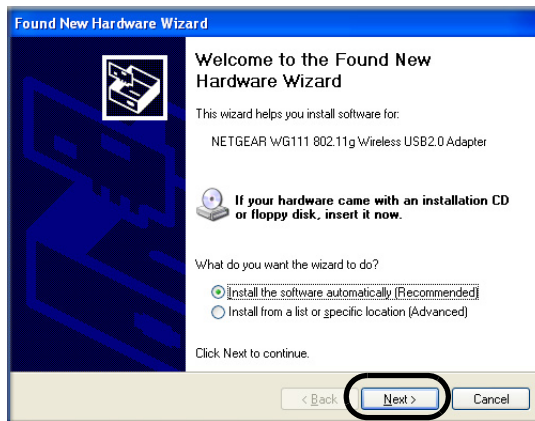 Found New Hardware Wizard
Welcome to the Found New
Hardware Wizard
This wizard helps you install software for:
NETGEAR WG111 802.11g Wireless USB2.0 Adapter
If your hardware came with an installation CD
or floppy disk, insert it now.
What do you want the wizard to do?
Install the software automatically (Recommended)
Install from a list or specific location (Advanced)
Click Next to continue.
< Back Next > Cancel